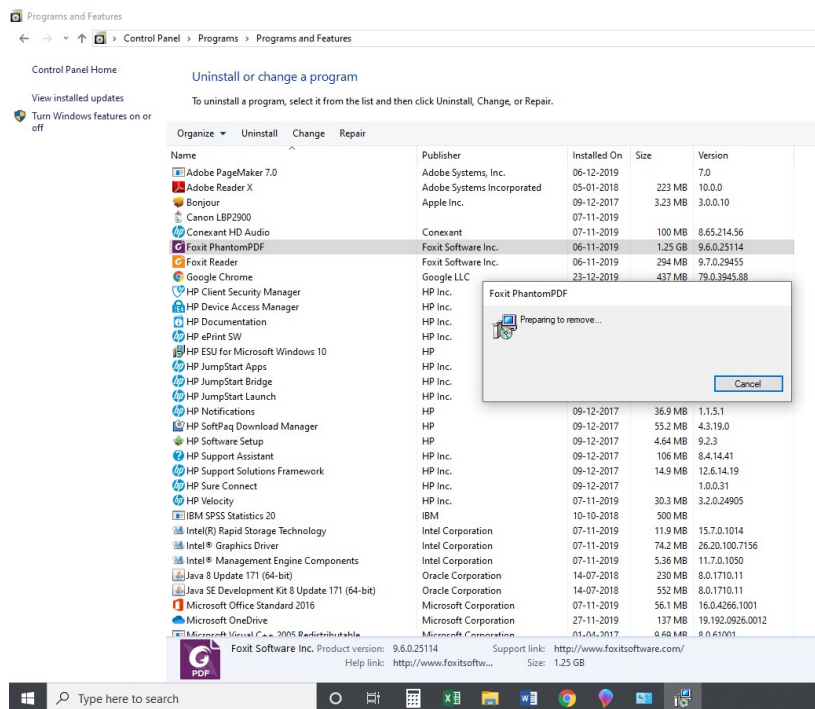 Programs and Features
Control Panel > Programs > Programs and Features
Control Panel Home
View installed updates
Turn Windows features on or
off
Uninstall or change a program
To uninstall a program, select it from the list and then click Uninstall, Change, or Repair.
Organize Uninstall Change Repair
Name Publisher Installed On Size Version
Adobe PageMaker 7.0 Adobe Systems, Inc. 06-12-2019 7.0
Adobe Reader X Adobe Systems Incorporated 05-01-2018 223 MB 10.0.0
Bonjour Apple Inc. 09-12-2017 3.23 MB 3.0.0.10
Canon LBP2900 07-11-2019
Conexant HD Audio Conexant 07-11-2019 100 MB 8.65.214.56
Foxit PhantomPDF Foxit Software Inc. 06-11-2019 1.25 GB 9.6.0.25114
Foxit Reader Foxit Software Inc. 06-11-2019 294 MB 9.7.0.29455
Google Chrome Google LLC 23-12-2019 437 MB 79.0.3945.88
HP Client Security Manager HP Inc.
HP Device Access Manager HP Inc.
HP Documentation HP Inc.
HP ePrint SW HP Inc.
HP ESU for Microsoft Windows 10 HP
HP JumpStart Apps HP Inc.
HP JumpStart Bridge HP Inc.
HP JumpStart Launch HP Inc.
Foxit PhantomPDF
Preparing to remove...
Cancel
HP Notifications HP 09-12-2017 36.9 MB 1.1.5.1
HP SoftPaq Download Manager HP 09-12-2017 55.2 MB 4.3.19.0
HP Software Setup HP 09-12-2017 4.64 MB 9.2.3
HP Support Assistant HP Inc. 09-12-2017 106 MB 8.4.14.41
HP Support Solutions Framework HP Inc. 09-12-2017 14.9 MB 12.6.14.19
HP Sure Connect HP Inc. 09-12-2017 1.0.0.31
HP Velocity HP Inc. 07-11-2019 30.3 MB 3.2.0.24905
IBM SPSS Statistics 20 IBM 10-10-2018 500 MB
Intel(R) Rapid Storage Technology Intel Corporation 07-11-2019 11.9 MB 15.7.0.1014
Intel® Graphics Driver Intel Corporation 07-11-2019 74.2 MB 26.20.100.7156
Intel® Management Engine Components Intel Corporation 07-11-2019 5.36 MB 11.7.0.1050
Java 8 Update 171 (64-bit) Oracle Corporation 14-07-2018 230 MB 8.0.1710.11
Java SE Development Kit 8 Update 171 (64-bit) Oracle Corporation 14-07-2018 552 MB 8.0.1710.11
Microsoft Office Standard 2016 Microsoft Corporation 07-11-2019 56.1 MB 16.0.4266.1001
Microsoft OneDrive Microsoft Corporation 27-11-2019 137 MB 19.192.0926.0012
Microsoft Visual C++ 2005 Redistributable Microsoft Corporation 01-04-2017 9.69 MB 8.0.61001
Foxit Software Inc. Product version: 9.6.0.25114 Support link: http://www.foxitsoftware.com/
Help link: http://www.foxitsoftw... Size: 1.25 GB
G PDF
Type here to search